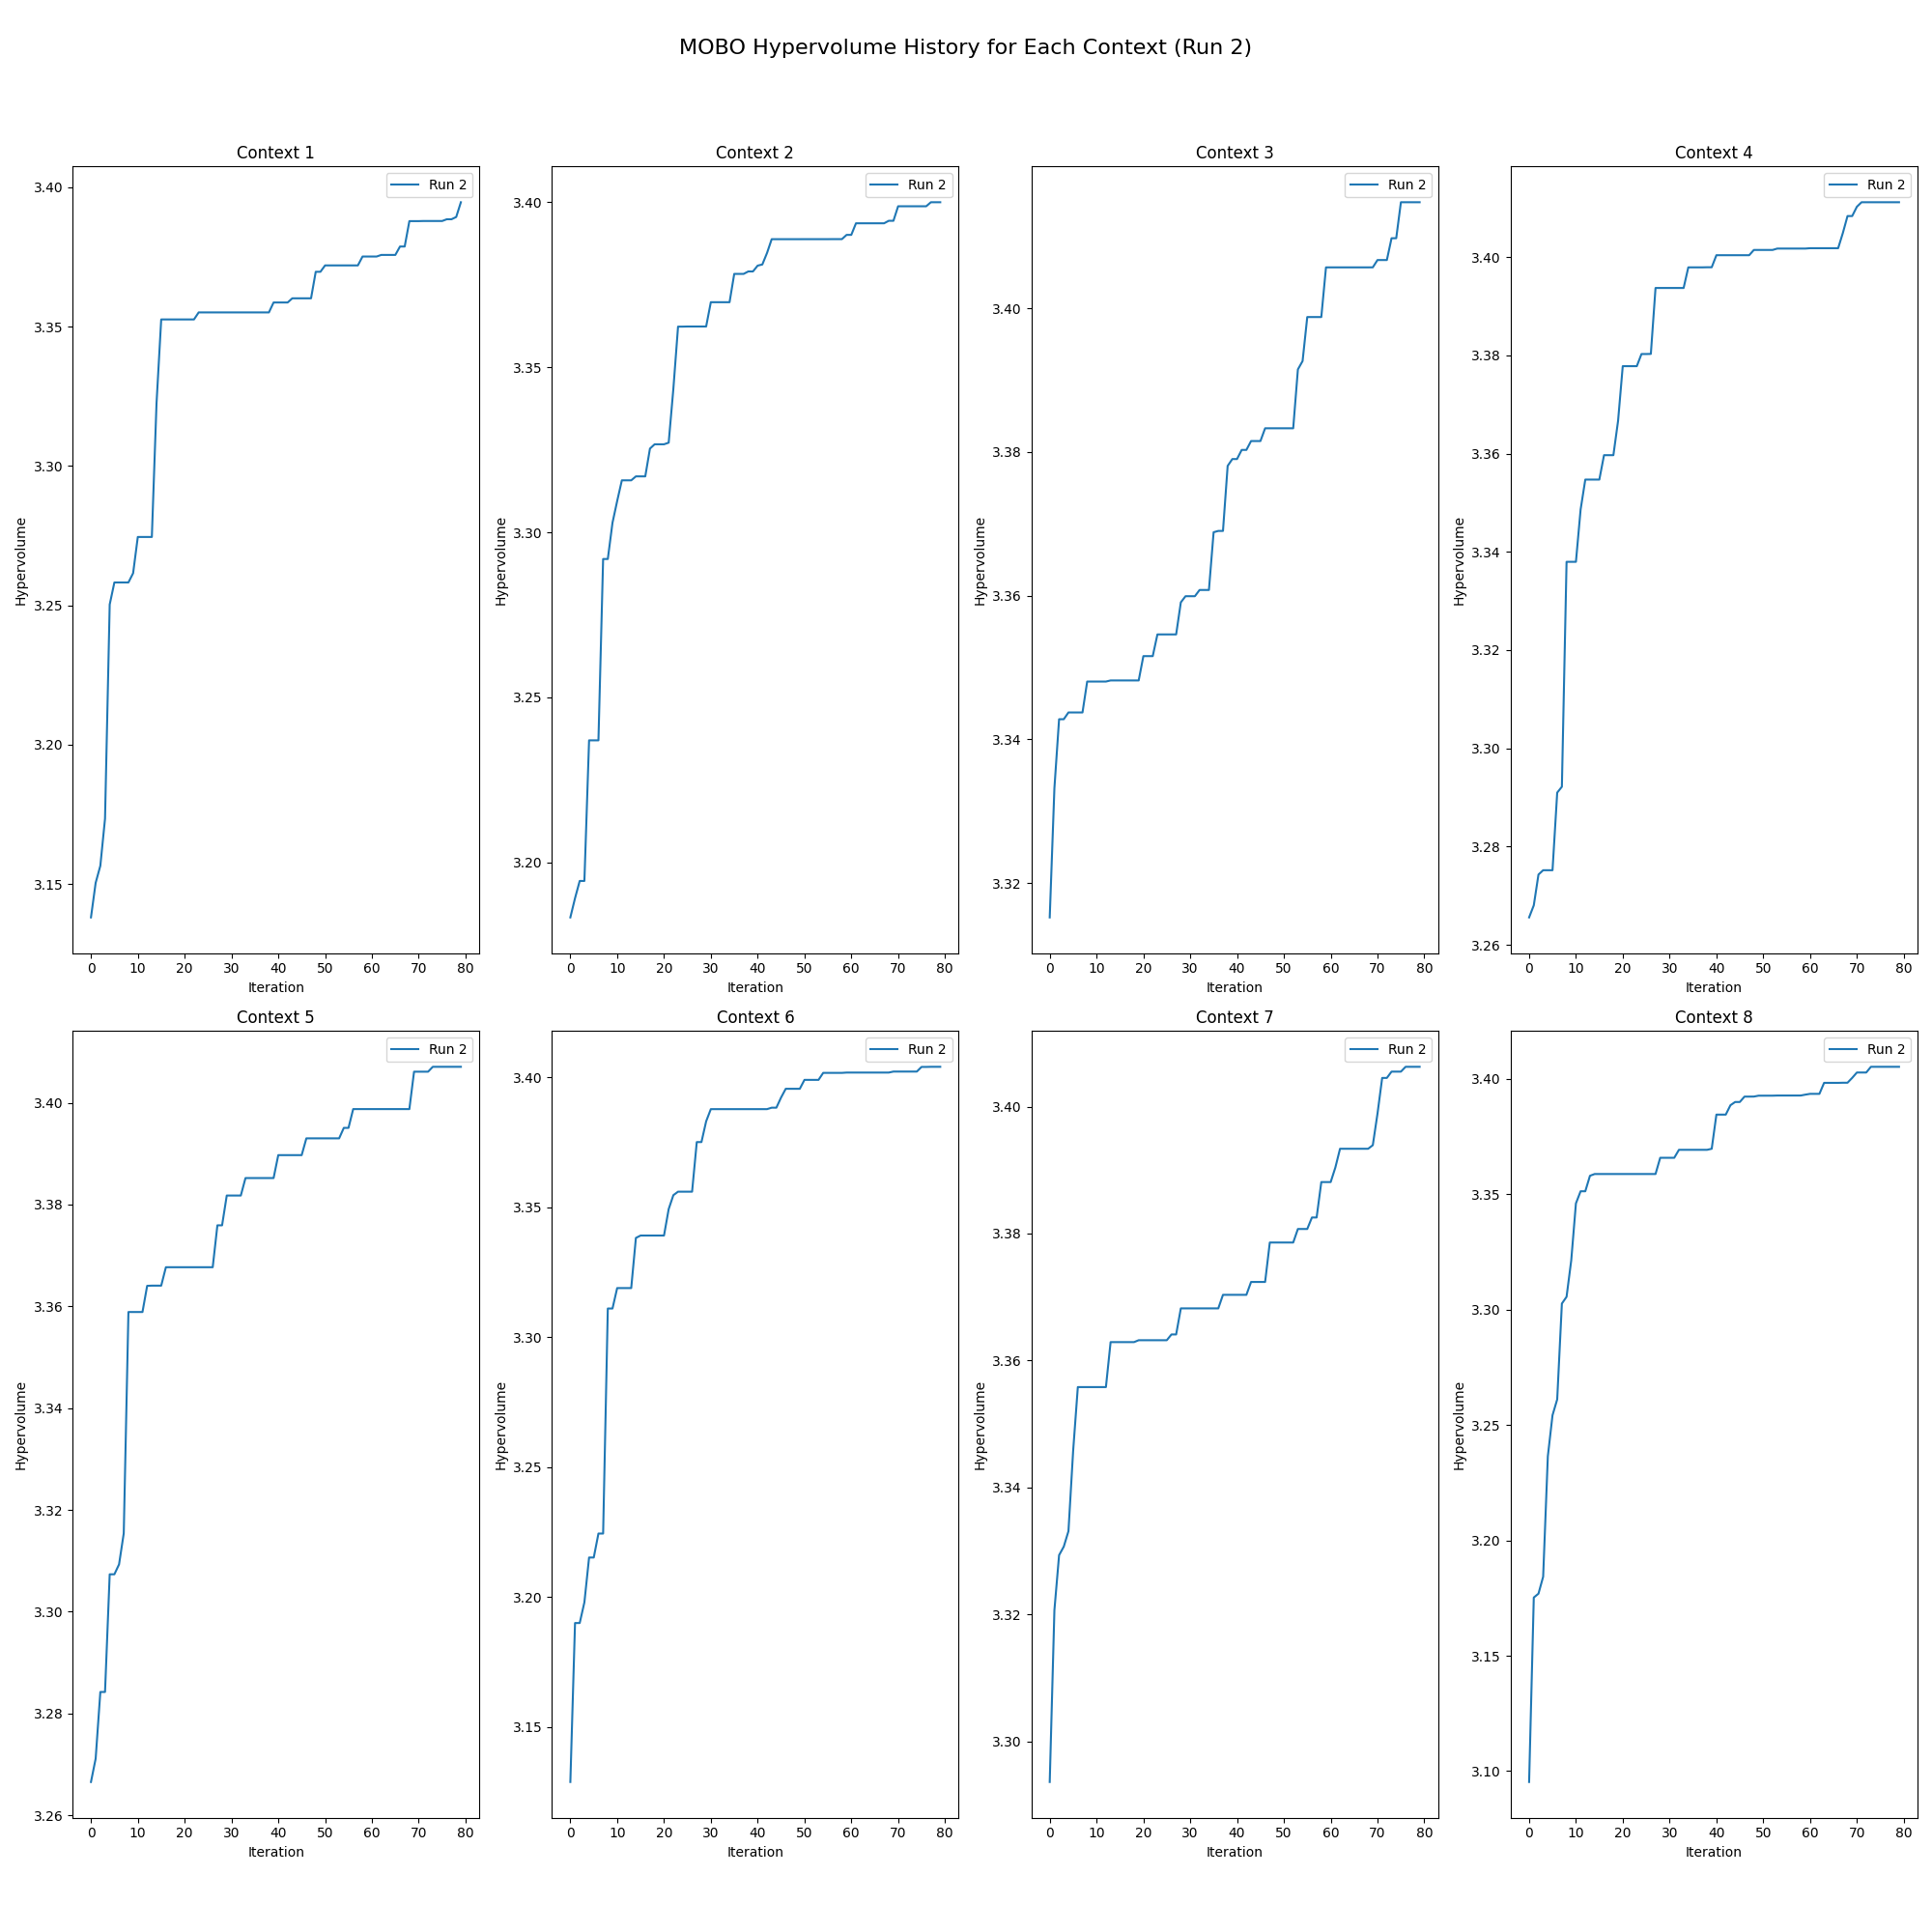 MOBO Hypervolume History for Each Context (Run 2)
Context 1
Run 2
Hypervolume
3.40
3.35
3.30
3.25
3.20
3.15
0 10 20 30 40 50 60 70 80
Iteration
Context 2
Run 2
Hypervolume
3.40
3.35
3.30
3.25
3.20
0 10 20 30 40 50 60 70 80
Iteration
Context 3
Run 2
Hypervolume
3.40
3.38
3.36
3.34
3.32
0 10 20 30 40 50 60 70 80
Iteration
Context 4
Run 2
Hypervolume
3.40
3.38
3.36
3.34
3.32
3.30
3.28
3.26
0 10 20 30 40 50 60 70 80
Iteration
Context 5
Run 2
Hypervolume
3.40
3.38
3.36
3.34
3.32
3.30
3.28
3.26
0 10 20 30 40 50 60 70 80
Iteration
Context 6
Run 2
Hypervolume
3.40
3.35
3.30
3.25
3.20
3.15
0 10 20 30 40 50 60 70 80
Iteration
Context 7
Run 2
Hypervolume
3.40
3.38
3.36
3.34
3.32
3.30
0 10 20 30 40 50 60 70 80
Iteration
Context 8
Run 2
Hypervolume
3.40
3.35
3.30
3.25
3.20
3.15
3.10
0 10 20 30 40 50 60 70 80
Iteration